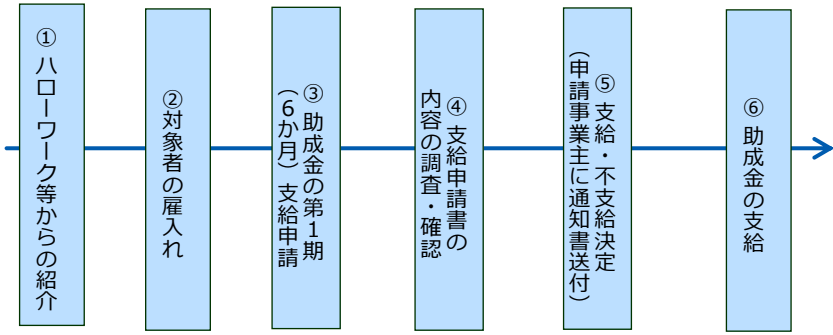 ① ハローワーク等からの紹介
②対象者の雇入れ
③ 助成金の第1期
（6か月）支給申請
④ 支給申請書の
内容の調査・確認
⑤ 支給・不支給決定
（申請事業主に通知書送付）
⑥ 助成金の支給